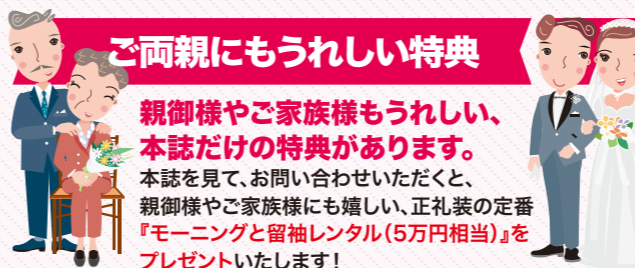 ご両親にもうれしい特典
親御様やご家族様もうれしい、
本誌だけの特典があります。
本誌を見て、お問い合わせいただくと、
親御様やご家族様にも嬉しい、正礼装の定番
『モーニングと留袖レンタル(5万円相当)』を
プレゼントいたします!